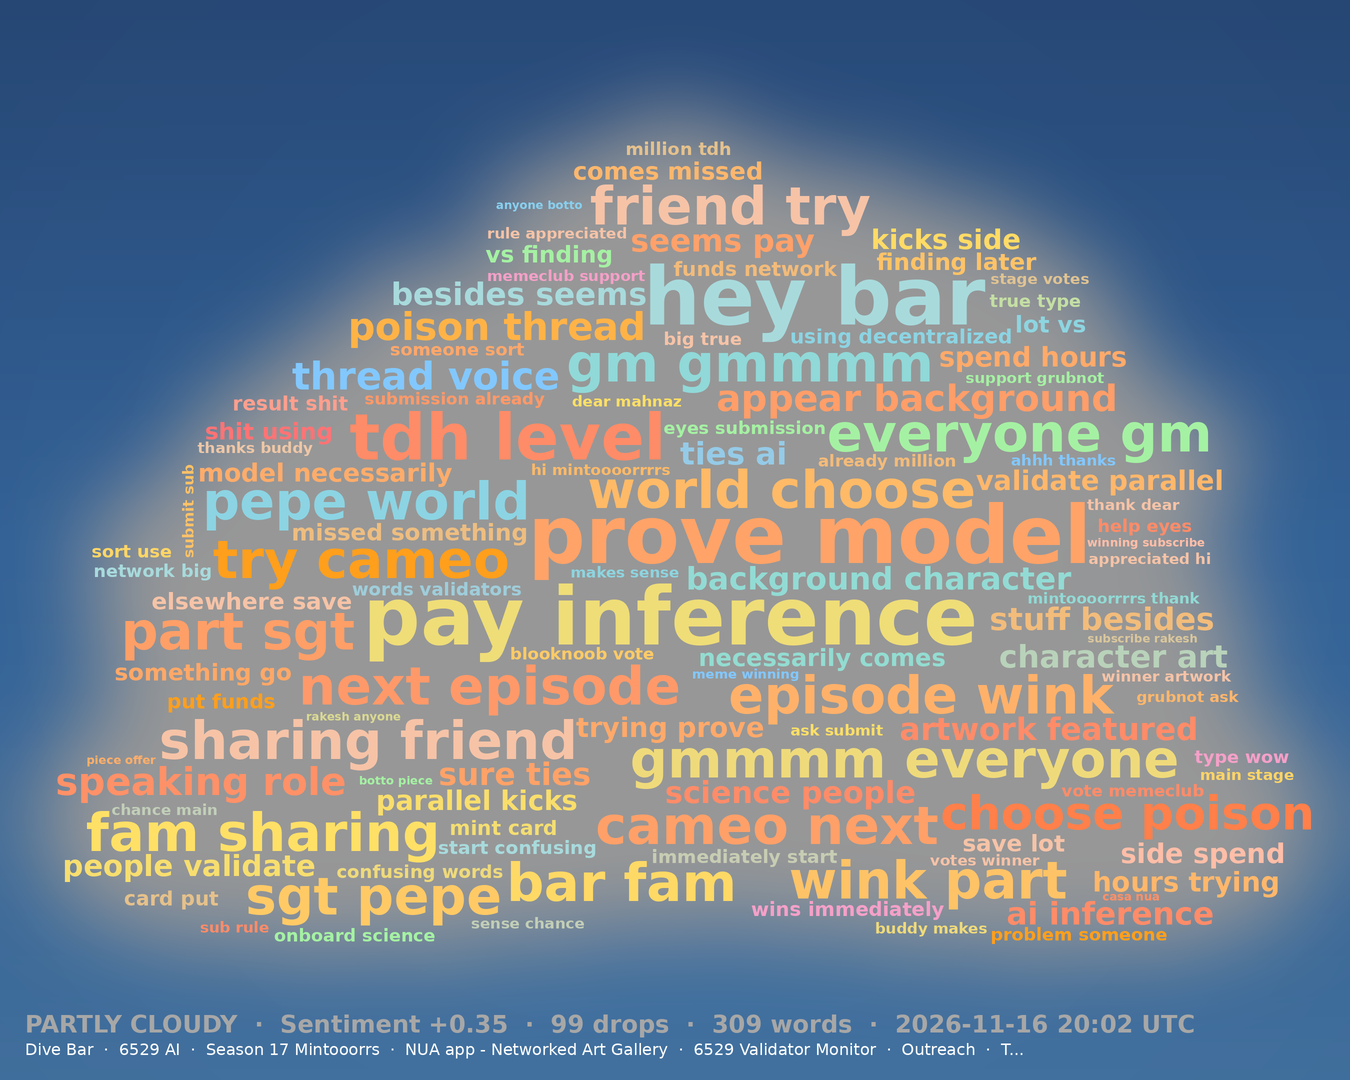 million tdh
comes missed
anyone botto
friend try
rule appreciated
seems pay
kicks side
vs finding
finding later
memeclub support
funds network
hey bar
stage votes
besides seems
true type
poison thread
big true
using decentralized
lot vs
someone sort
gm gmmmm
spend hours
thread voice
support grubnot
result shit
submission already
dear mahnaz
appear background
shit using
tdh level
eyes submission
everyone gm
thanks buddy
ties ai
already million
ahhh thanks
submit sub
model necessarily
hi mintoooorrrrs
world choose
validate parallel
pepe world
prove model
thank dear
missed something
help eyes
sort use
try cameo
winning subscribe
appreciated hi
network big
makes sense
background character
elsewhere save
words validators
pay inference
mintoooorrrrs thank
part sgt
stuff besides
subscribe rakesh
blooknoob vote
necessarily comes
character art
something go
meme winning
winner artwork
put funds
next episode
episode wink
grubnot ask
rakesh anyone
sharing friend
trying prove
ask submit
artwork featured
piece offer
gmmmm everyone
type wow
speaking role
botto piece
sure ties
main stage
chance main
parallel kicks
science people
vote memeclub
fam sharing
mint card
cameo next
choose poison
start confusing
save lot
people validate
confusing words
immediately start
votes winner
side spend
card put
sgt pepe
bar fam
wink part
hours trying
casa nua
sub rule
onboard science
sense chance
wins immediately
ai inference
buddy makes
problem someone
PARTLY CLOUDY · Sentiment +0.35 · 99 drops · 309 words · 2026-11-16 20:02 UTC
Dive Bar · 6529 AI · Season 17 Mintooorrs · NUA app - Networked Art Gallery · 6529 Validator Monitor · Outreach · T...